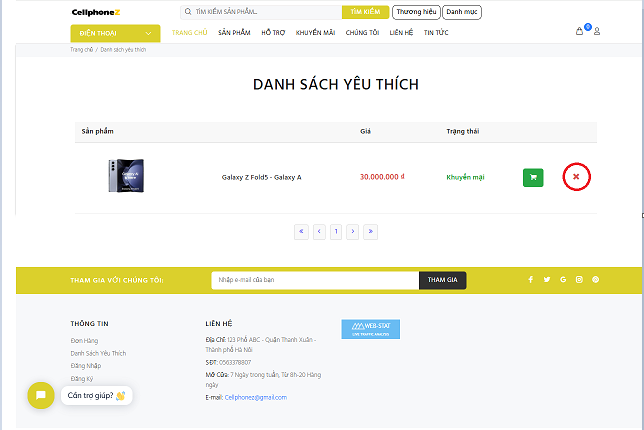 CellphoneZ
TÌM KIẾM SẢN PHẨM...
TÌM KIẾM
Thương hiệu
Danh mục
ĐIỆN THOẠI
TRANG CHỦ
SẢN PHẨM
HỖ TRỢ
KHUYẾN MÃI
CHÚNG TÔI
LIÊN HỆ
TIN TỨC
0
Trang chủ / Danh sách yêu thích
DANH SÁCH YÊU THÍCH
Sản phẩm Giá Trạng thái
Galaxy Z Fold5 - Galaxy A 30.000.000 đ Khuyến mại
« ‹ 1 › »
THAM GIA VỚI CHÚNG TÔI:
Nhập e-mail của bạn
THAM GIA
THÔNG TIN
Đơn Hàng
Danh Sách Yêu Thích
Đăng Nhập
Đăng Ký
Cần trợ giúp? 👋
LIÊN HỆ
Địa Chỉ: 123 Phố ABC - Quận Thanh Xuân -
Thành phố Hà Nội
SĐT: 0563378807
Mở Cửa: 7 Ngày trong tuần, Từ 8h-20 Hàng
ngày
E-mail: Cellphonez@gmail.com
WEB-STAT
LIVE TRAFFIC ANALYSIS